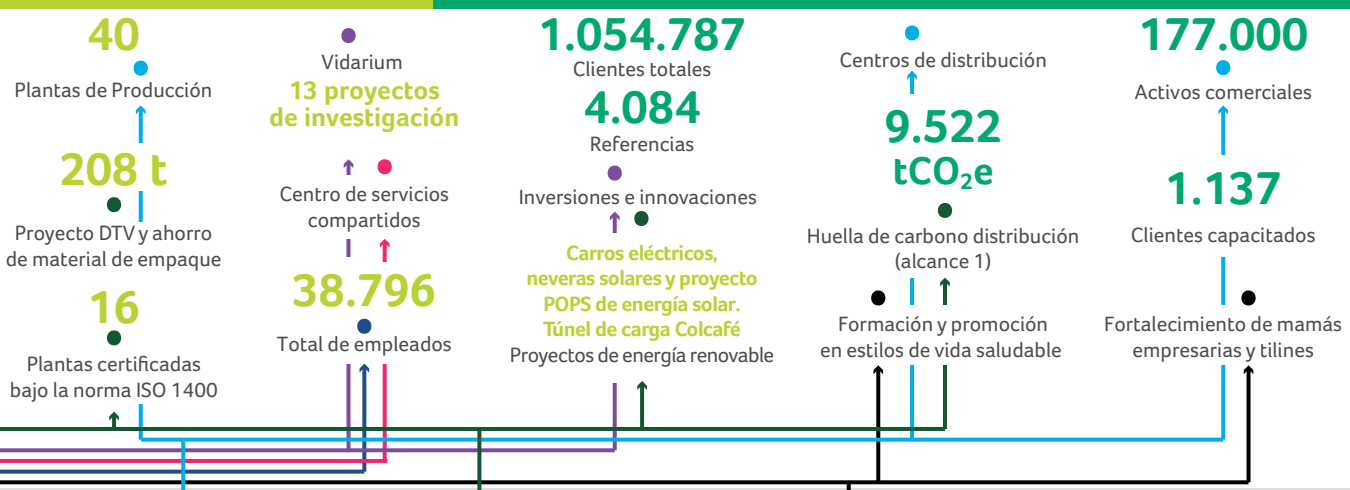 40
Plantas de Producción
208 t
Proyecto DTV y ahorro
de material de empaque
16
Plantas certificadas
bajo la norma ISO 1400
Vidarium
13 proyectos
de investigación
Centro de servicios
compartidos
38.796
Total de empleados
1.054.787
Clientes totales
4.084
Referencias
Inversiones e innovaciones
Carros eléctricos,
neveras solares y proyecto
POPS de energía solar.
Túnel de carga Colcafé
Proyectos de energía renovable
Centros de distribución
9.522
tCO₂e
Huella de carbono distribución
(alcance 1)
Formación y promoción
en estilos de vida saludable
177.000
Activos comerciales
1.137
Clientes capacitados
Fortalecimiento de mamás
empresarias y tilines